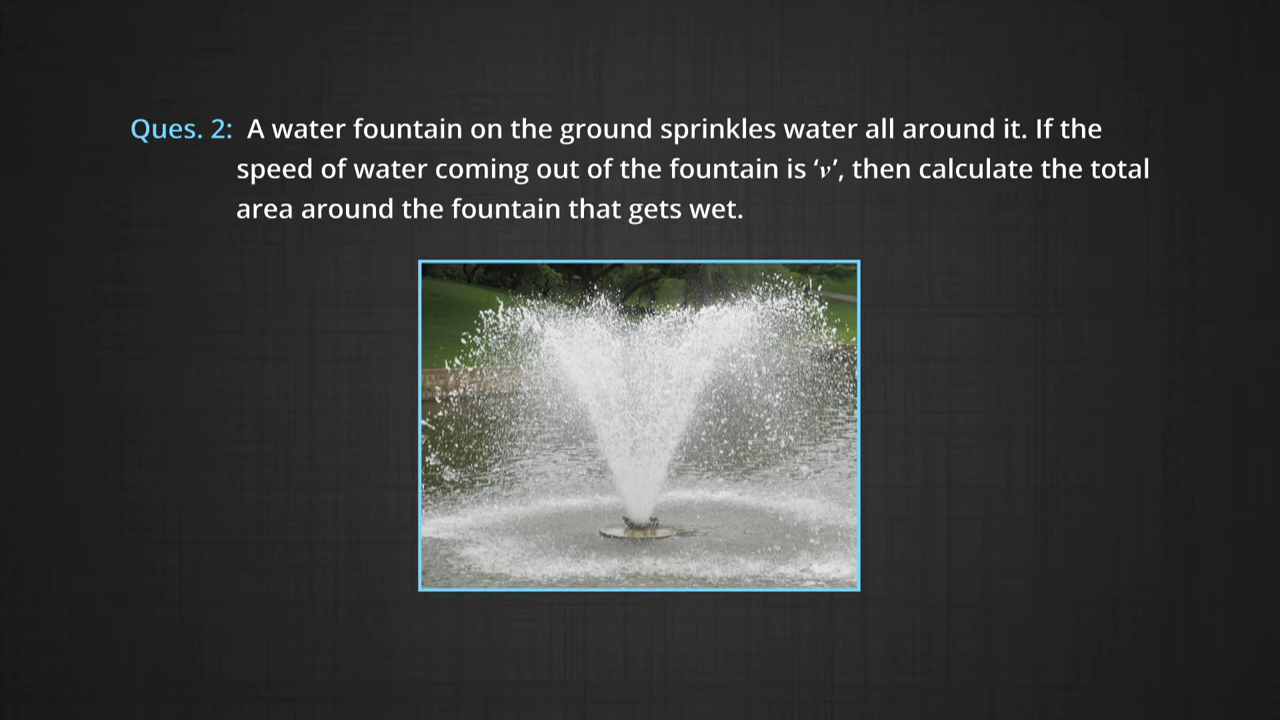 Ques. 2: A water fountain on the ground sprinkles water all around it. If the
speed of water coming out of the fountain is ‘v’, then calculate the total
area around the fountain that gets wet.